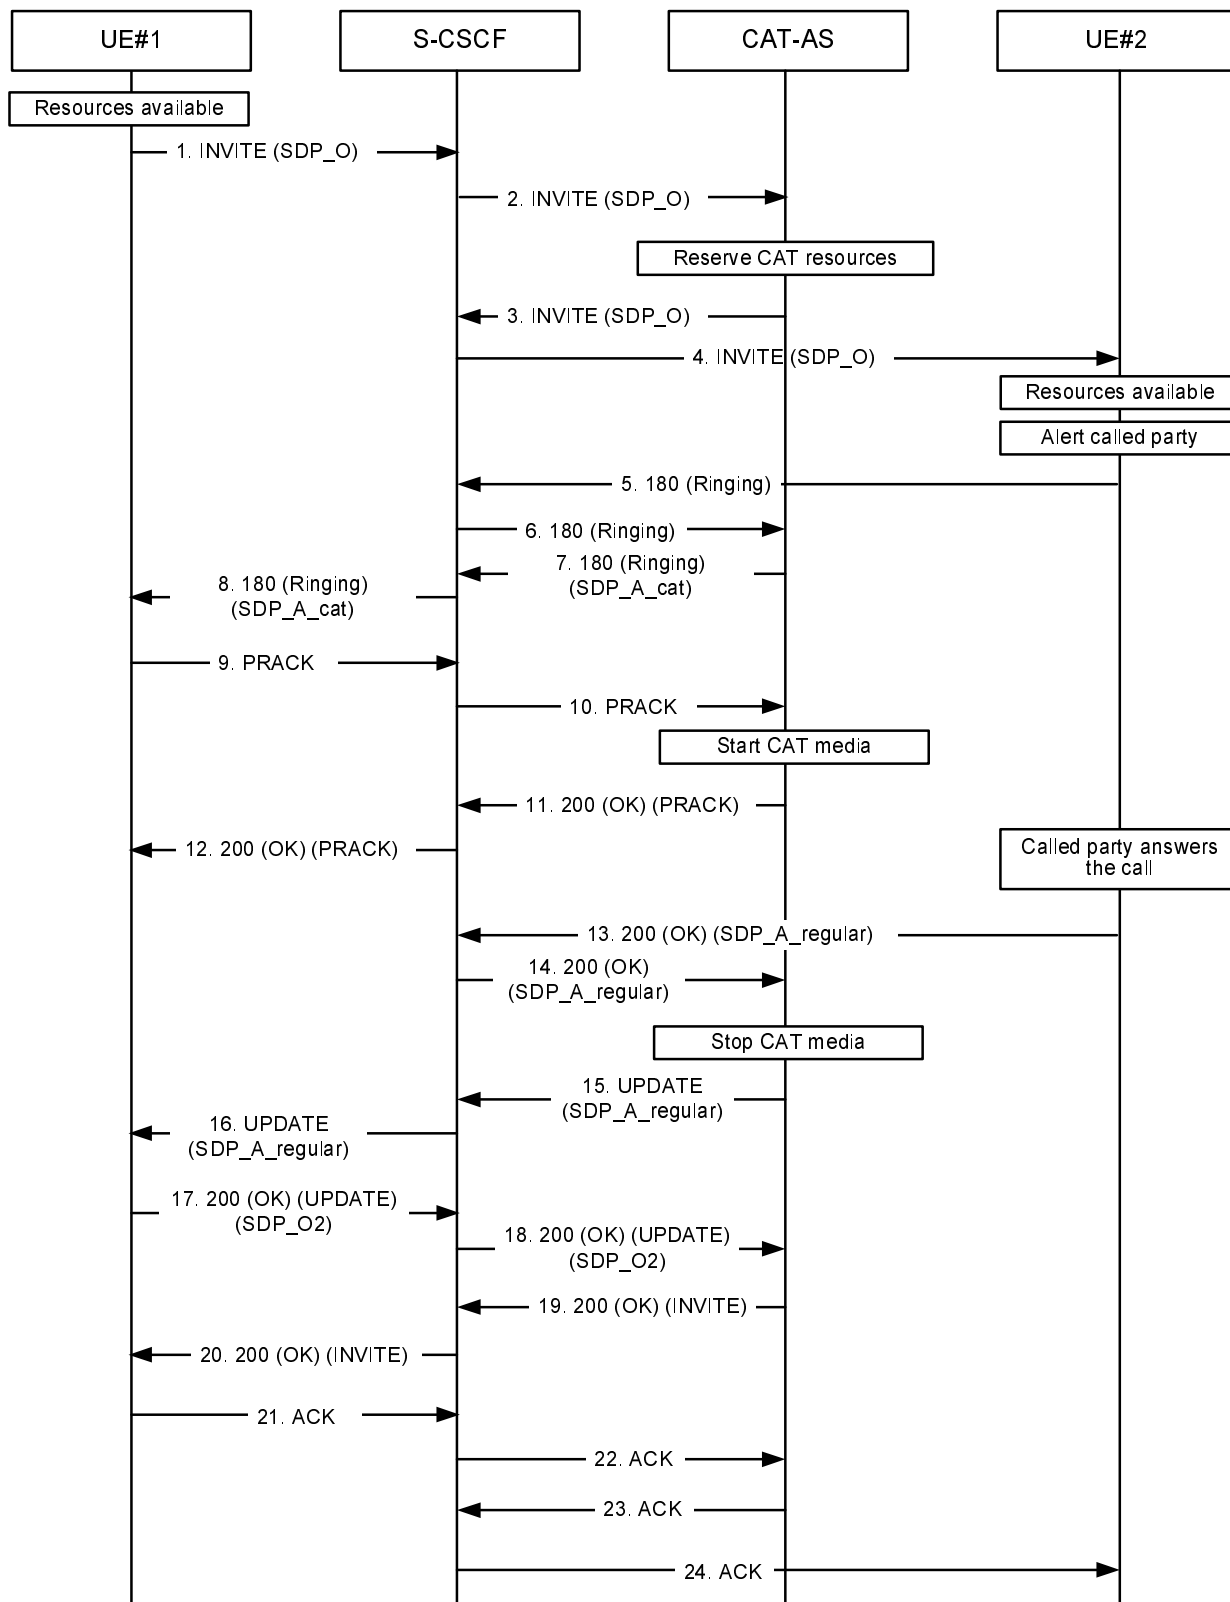 UE#1
S-CSCF
CAT-AS
UE#2
Resources available
1. INVITE (SDP_O)
2. INVITE (SDP_O)
Reserve CAT resources
3. INVITE (SDP_O)
4. INVITE (SDP_O)
Resources available
Alert called party
5. 180 (Ringing)
6. 180 (Ringing)
7. 180 (Ringing)
(SDP_A_cat)
8. 180 (Ringing)
(SDP_A_cat)
9. PRACK
10. PRACK
Start CAT media
11. 200 (OK) (PRACK)
12. 200 (OK) (PRACK)
Called party answers
the call
13. 200 (OK) (SDP_A_regular)
14. 200 (OK)
(SDP_A_regular)
Stop CAT media
15. UPDATE
(SDP_A_regular)
16. UPDATE
(SDP_A_regular)
17. 200 (OK) (UPDATE)
(SDP_O2)
18. 200 (OK) (UPDATE)
(SDP_O2)
19. 200 (OK) (INVITE)
20. 200 (OK) (INVITE)
21. ACK
22. ACK
23. ACK
24. ACK